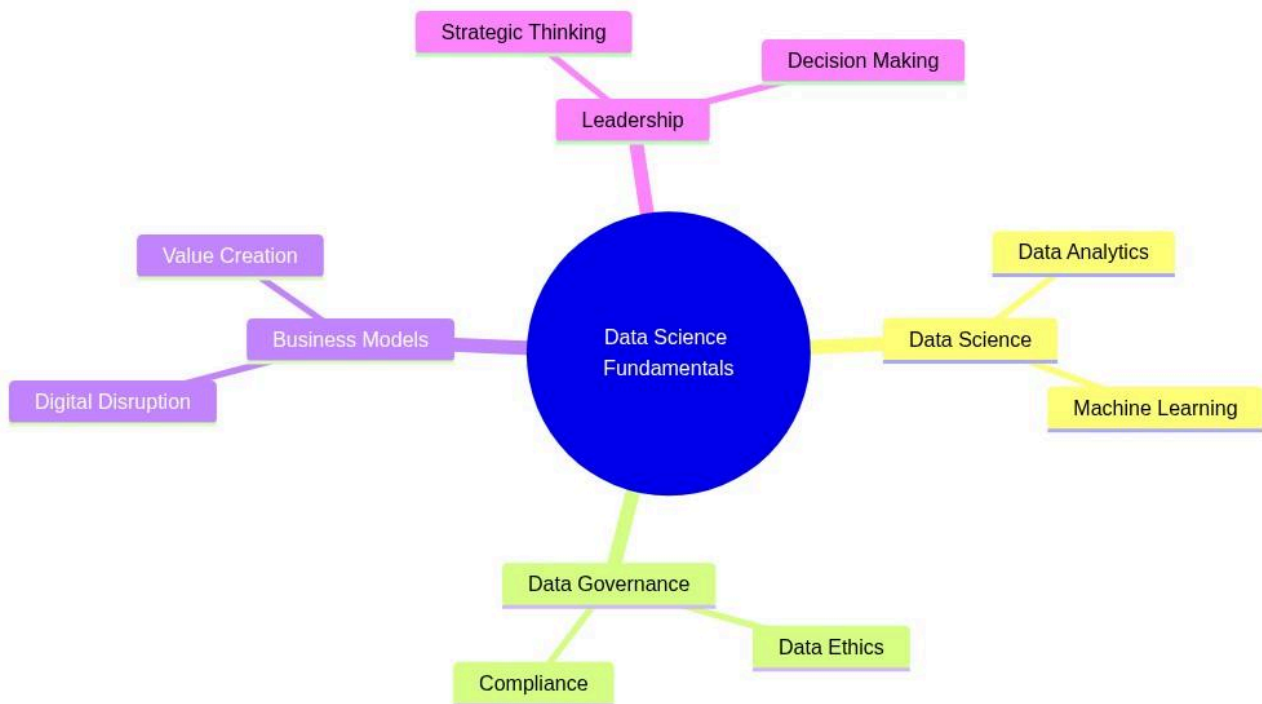 Strategic Thinking
Decision Making
Leadership
Value Creation
Data Analytics
Business Models
Data Science
Fundamentals
Data Science
Digital Disruption
Machine Learning
Data Governance
Data Ethics
Compliance